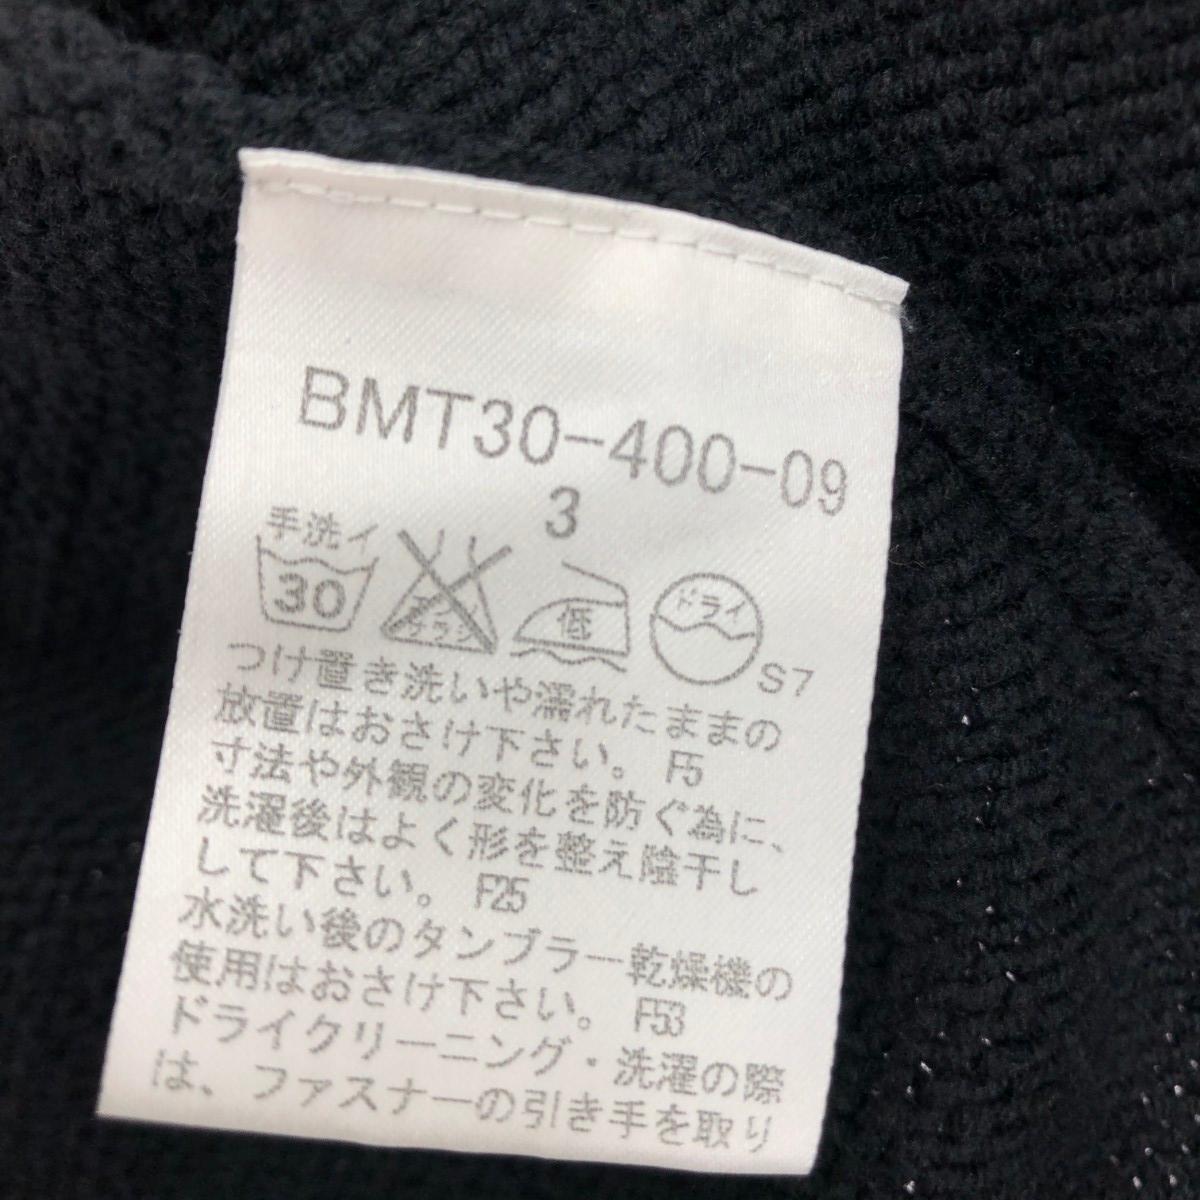 BMT30-400-09
3
手洗イ
30
エンソ
サラシ
低
ドライ
S7
つけ置き洗いや濡れたままの
放置はおさけ下さい。 F5
寸法や外観の変化を防ぐ為に、
洗濯後はよく形を整え陰干し
して下さい。 F25
水洗い後のタンブラー乾燥機の
使用はおさけ下さい。 F53
ドライクリーニング・洗濯の際
は、ファスナーの引き手を取り